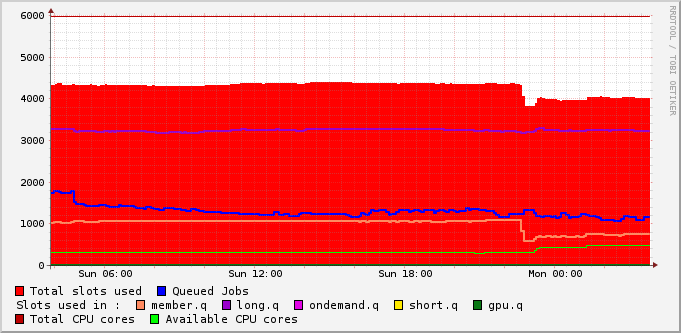 6000
5000
4000
3000
2000
1000
0
Sun 06:00 Sun 12:00 Sun 18:00 Mon 00:00
Total slots used Queued Jobs
Slots used in : member.q long.q ondemand.q short.q gpu.q
Total CPU cores Available CPU cores
RRDTOOL / TOBI OETIKER